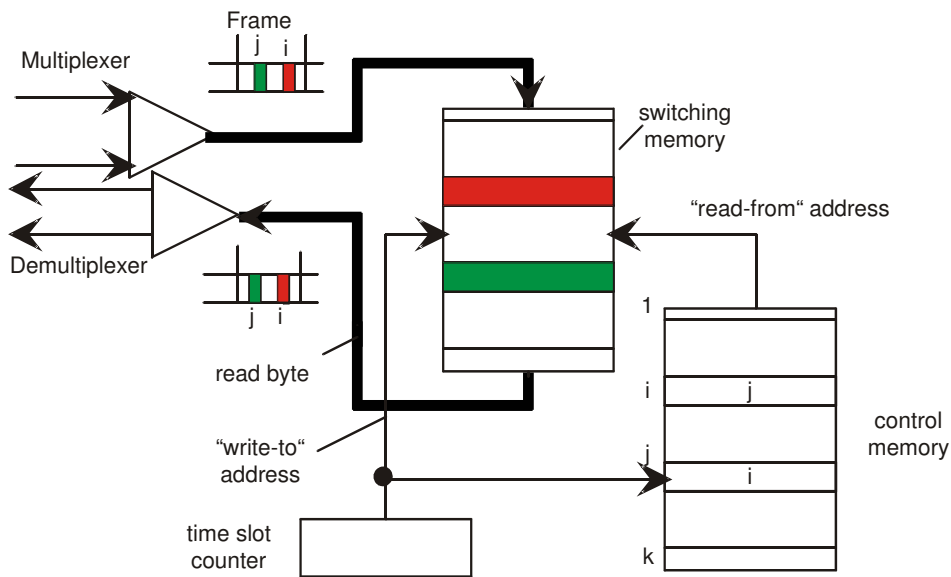 Frame
j i
Multiplexer
switching
memory
“read-from“ address
Demultiplexer
j i
1
read byte
i j
control
memory
“write-to“
address
j
i
time slot
counter
k